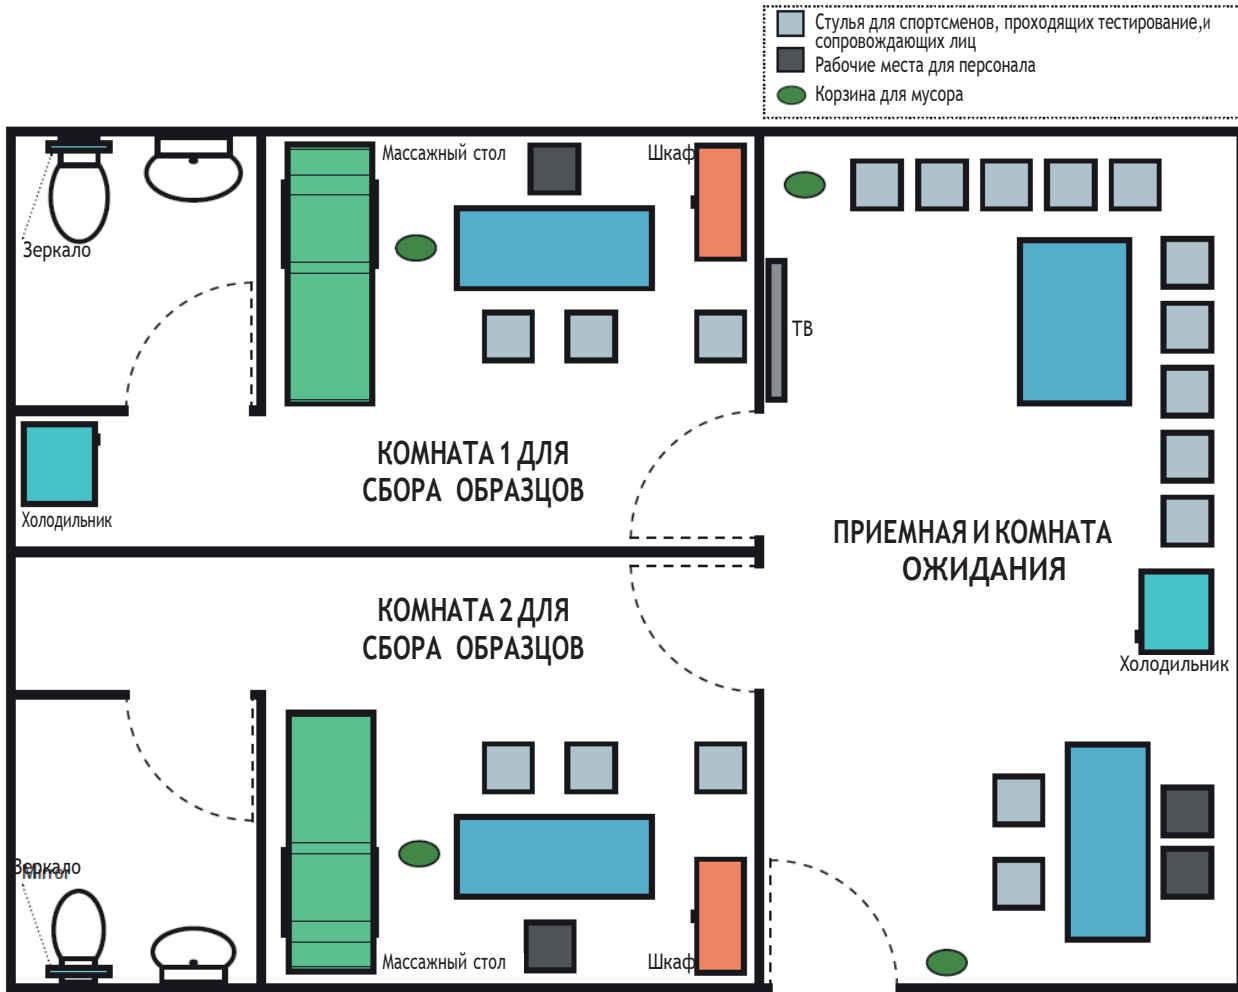 Стулья для спортсменов, проходящих тестирование,и
сопровождающих лиц
Рабочие места для персонала
Корзина для мусора
Массажный стол
Шкаф
Зеркало
ТВ
КОМНАТА 1 ДЛЯ
СБОРА ОБРАЗЦОВ
Холодильник
ПРИЕМНАЯ И КОМНАТА
ОЖИДАНИЯ
КОМНАТА 2 ДЛЯ
СБОРА ОБРАЗЦОВ
Холодильник
Зеркало
Mirror
Массажный стол
Шкаф